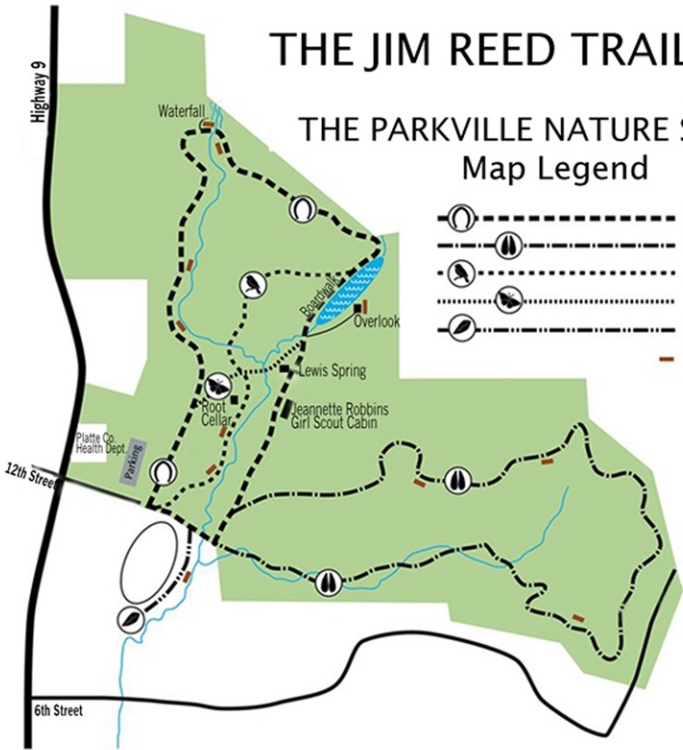 THE JIM REED TRAIL
THE PARKVILLE NATURE S
Map Legend
Highway 9
Waterfall
Boardwalk
Overlook
Lewis Spring
Root
Cellar
Jeannette Robbins
Girl Scout Cabin
Platte Co.
Health Dept.
Parking
12th Street
6th Street